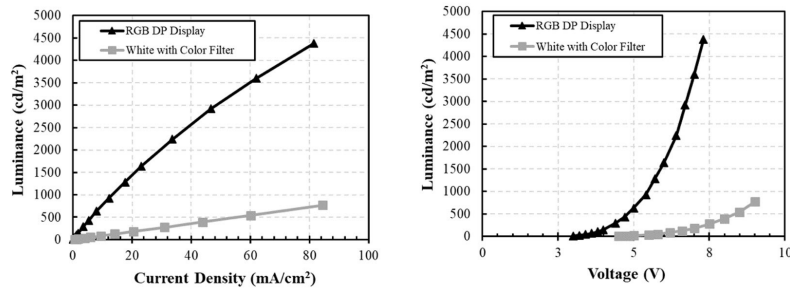 5000
4500
4000
3500
3000
2500
2000
1500
1000
500
0
Luminance (cd/m²)
RGB DP Display
White with Color Filter
0 20 40 60 80 100
Current Density (mA/cm²)
5000
4500
4000
3500
3000
2500
2000
1500
1000
500
0
Luminance (cd/m²)
RGB DP Display
White with Color Filter
0 3 5 8 10
Voltage (V)